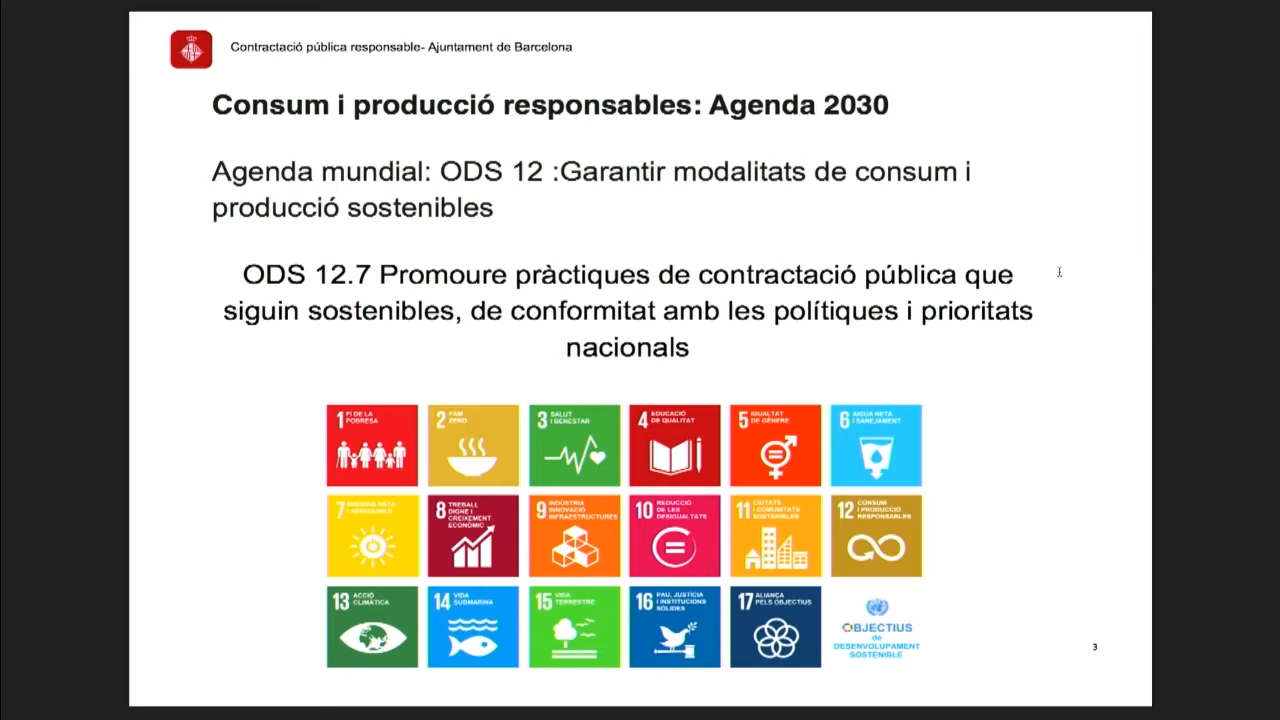 Contractació pública responsable- Ajuntament de Barcelona
Consum i producció responsables: Agenda 2030
Agenda mundial: ODS 12 :Garantir modalitats de consum i
producció sostenibles
ODS 12.7 Promoure pràctiques de contractació pública que
siguin sostenibles, de conformitat amb les polítiques i prioritats
nacionals
1 FI DE LA
POBRESA
2 FAM
ZERO
3 SALUT
I BENESTAR
4 EDUCACIÓ
DE QUALITAT
5 IGUALTAT
DE GÈNERE
6 AIGUA NETA
I SANEJAMENT
7 ENERGIA NETA
I ASSEQUIBLE
8 TREBALL
DIGNE I
CREIXEMENT
ECONÒMIC
9 INDÚSTRIA
INNOVACIÓ
INFRAESTRUCTURES
10 REDUCCIÓ
DE LES
DESIGUALTATS
11 CIUTATS
I COMUNITATS
SOSTENIBLES
12 CONSUM
I PRODUCCIÓ
RESPONSABLES
13 ACCIÓ
CLIMÀTICA
14 VIDA
SUBMARINA
15 VIDA
TERRESTRE
16 PAU, JUSTÍCIA
I INSTITUCIONS
SÒLIDES
17 ALIANÇA
PELS OBJECTIUS
OBJECTIUS
de
DESENVOLUPAMENT
SOSTENIBLE
3